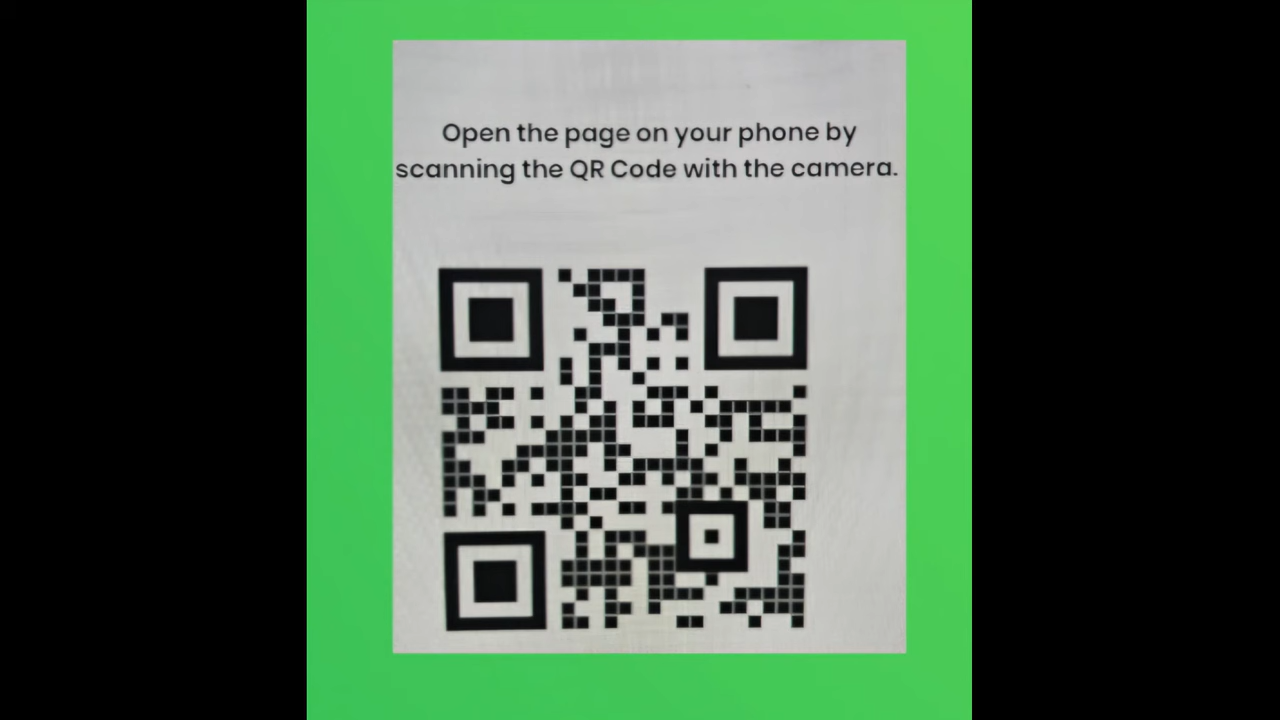 Open the page on your phone by
scanning the QR Code with the camera.